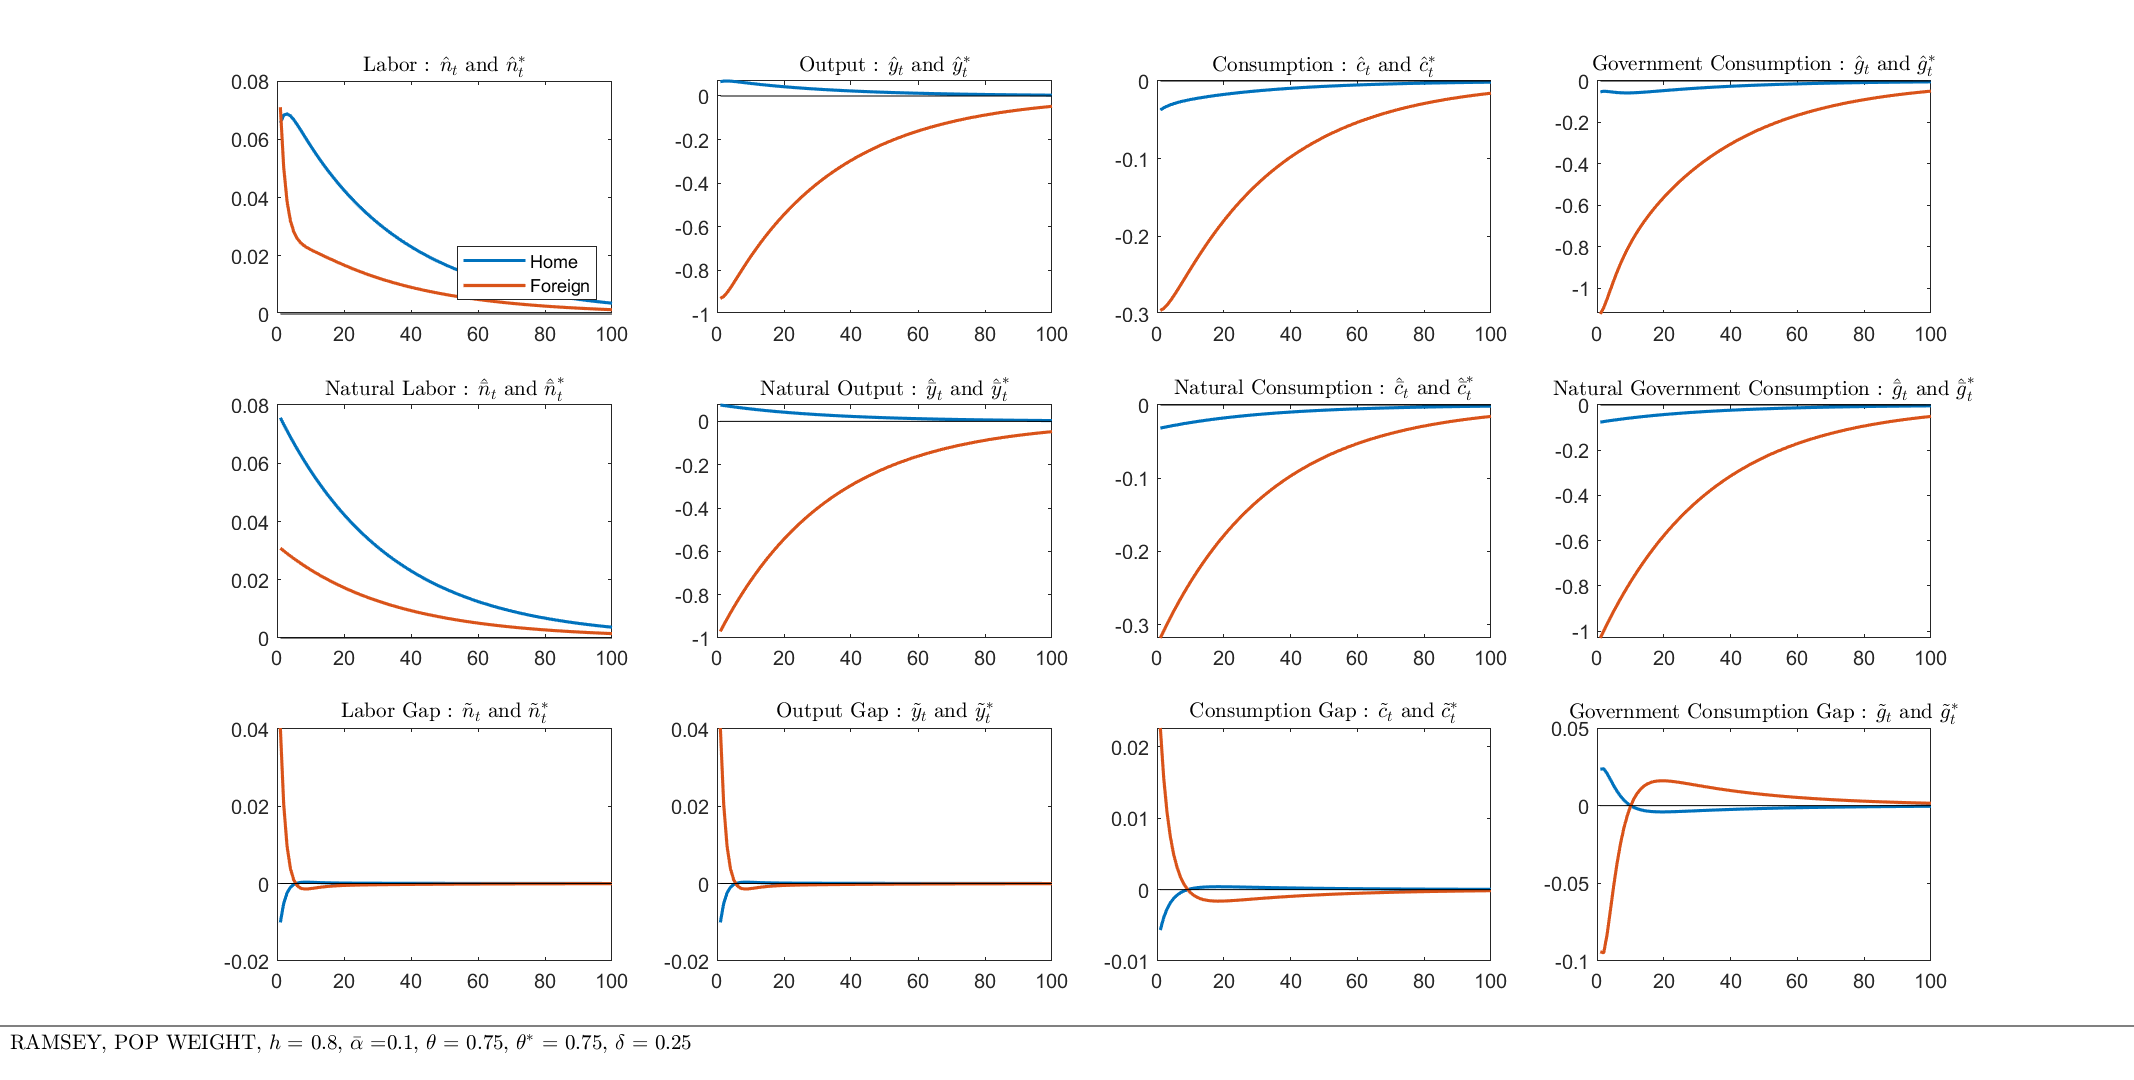 Labor : n̂ₜ and n̂ₜ*
0.08
0.06
0.04
0.02
0
0 20 40 60 80 100
Home
Foreign
Output : ŷₜ and ŷₜ*
0
-0.2
-0.4
-0.6
-0.8
-1
0 20 40 60 80 100
Consumption : ĉₜ and ĉₜ*
0
-0.1
-0.2
-0.3
0 20 40 60 80 100
Government Consumption : ĝₜ and ĝₜ*
0
-0.2
-0.4
-0.6
-0.8
-1
0 20 40 60 80 100
Natural Labor : n̄̂ₜ and n̄̂ₜ*
0.08
0.06
0.04
0.02
0
0 20 40 60 80 100
Natural Output : ȳ̂ₜ and ȳ̂ₜ*
0
-0.2
-0.4
-0.6
-0.8
-1
0 20 40 60 80 100
Natural Consumption : c̄̂ₜ and c̄̂ₜ*
0
-0.1
-0.2
-0.3
0 20 40 60 80 100
Natural Government Consumption : ḡ̂ₜ and ḡ̂ₜ*
0
-0.2
-0.4
-0.6
-0.8
-1
0 20 40 60 80 100
Labor Gap : ñₜ and ñₜ*
0.04
0.02
0
-0.02
0 20 40 60 80 100
Output Gap : ỹₜ and ỹₜ*
0.04
0.02
0
-0.02
0 20 40 60 80 100
Consumption Gap : c̃ₜ and c̃ₜ*
0.02
0.01
0
-0.01
0 20 40 60 80 100
Government Consumption Gap : g̃ₜ and g̃ₜ*
0.05
0
-0.05
-0.1
0 20 40 60 80 100
RAMSEY, POP WEIGHT, h = 0.8, ᾱ =0.1, θ = 0.75, θ* = 0.75, δ = 0.25